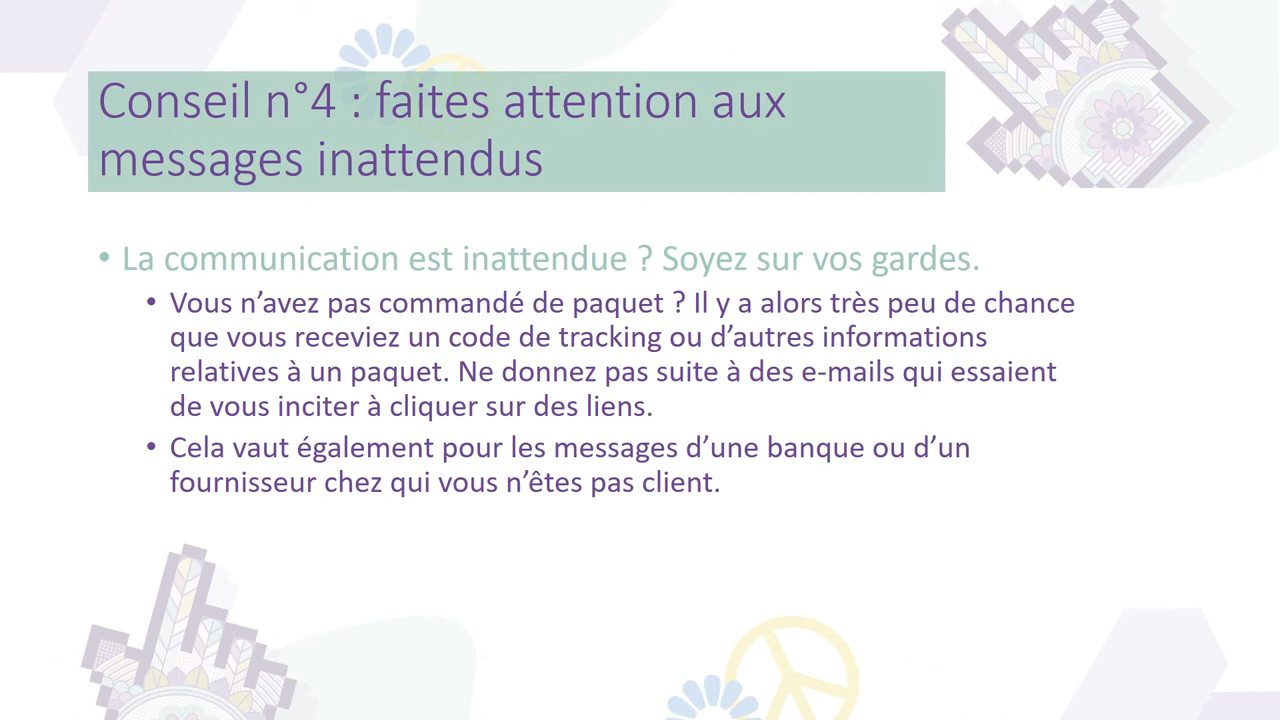 Conseil n°4 : faites attention aux
messages inattendus
• La communication est inattendue ? Soyez sur vos gardes.
• Vous n’avez pas commandé de paquet ? Il y a alors très peu de chance
que vous receviez un code de tracking ou d’autres informations
relatives à un paquet. Ne donnez pas suite à des e-mails qui essaient
de vous inciter à cliquer sur des liens.
• Cela vaut également pour les messages d’une banque ou d’un
fournisseur chez qui vous n’êtes pas client.